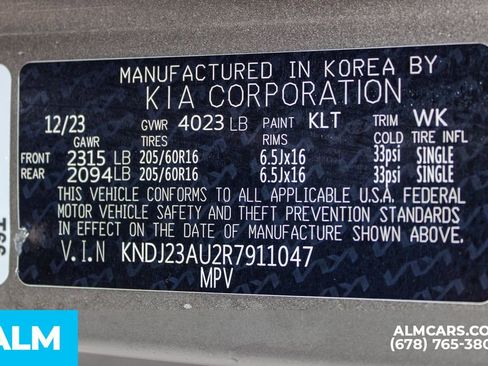 MANUFACTURED IN KOREA BY
KIA CORPORATION
12/23 GVWR 4023 LB PAINT KLT TRIM WK
GAWR TIRES RIMS COLD TIRE INFL
FRONT 2315 LB 205/60R16 6.5Jx16 33psi SINGLE
REAR 2094 LB 205/60R16 6.5Jx16 33psi SINGLE
THIS VEHICLE CONFORMS TO ALL APPLICABLE U.S.A. FEDERAL
MOTOR VEHICLE SAFETY AND THEFT PREVENTION STANDARDS
IN EFFECT ON THE DATE OF MANUFACTURE SHOWN ABOVE.
V.I.N KNDJ23AU2R7911047
MPV
ALM
ALMCARS.CO
(678) 765-380